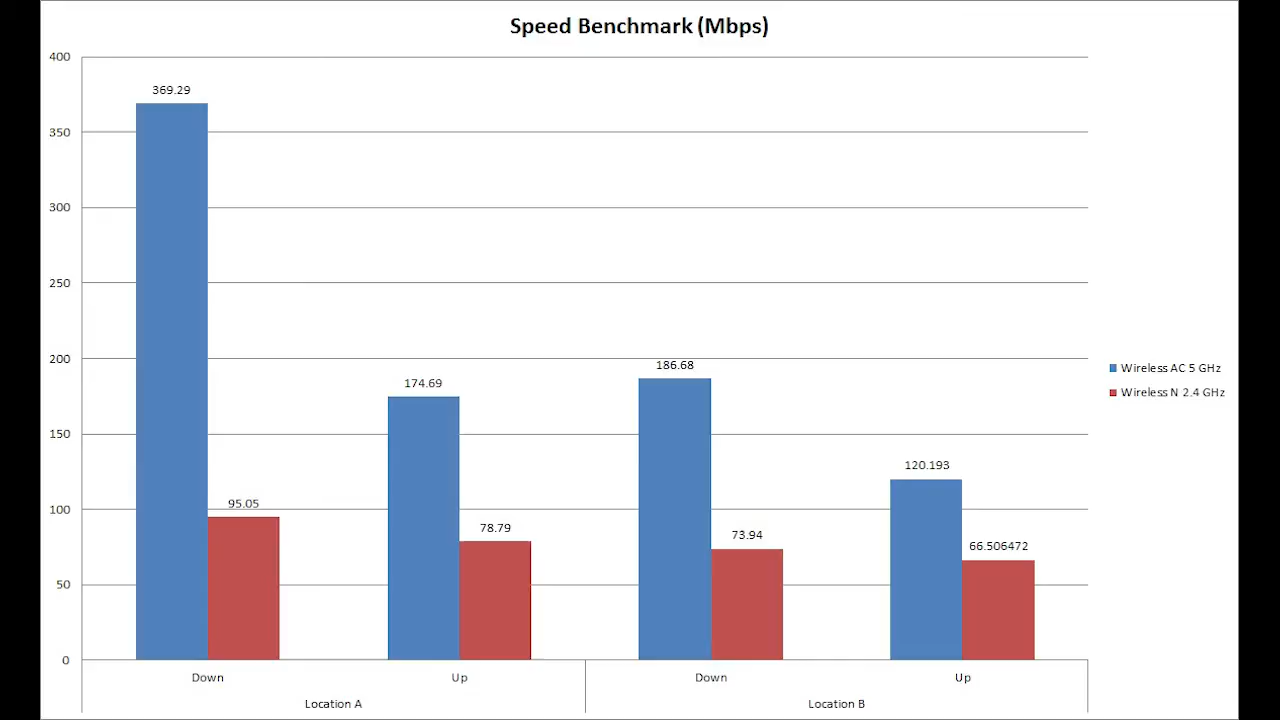 Speed Benchmark (Mbps)
400
350
300
250
200
150
100
50
0
369.29
95.05
174.69
78.79
186.68
73.94
120.193
66.506472
Down
Up
Down
Up
Location A
Location B
Wireless AC 5 GHz
Wireless N 2.4 GHz